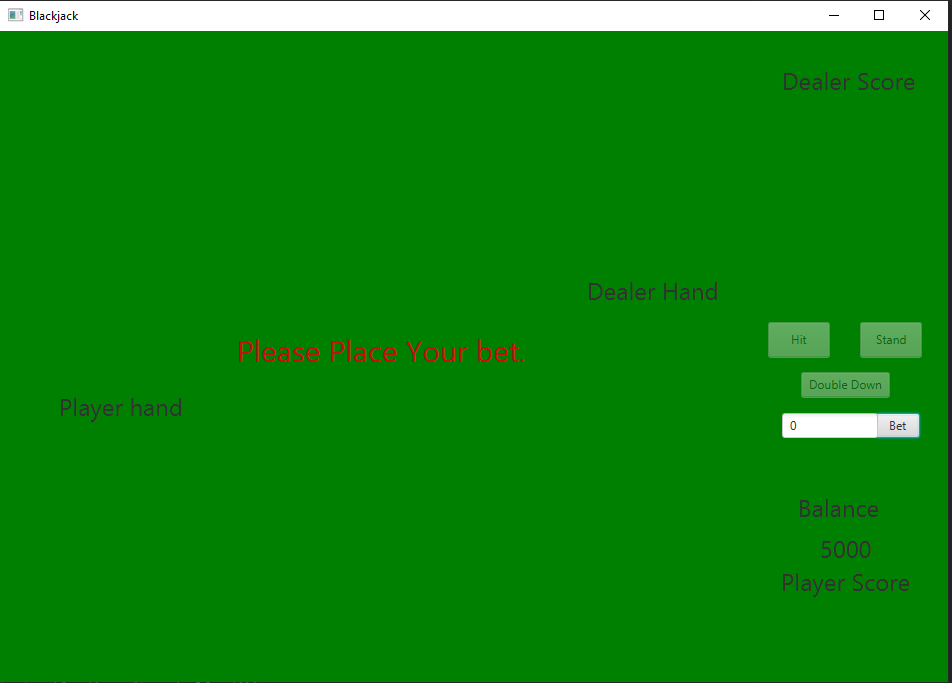 Blackjack
Dealer Score
Dealer Hand
Hit
Stand
Please Place Your bet.
Double Down
Player hand
0
Bet
Balance
5000
Player Score